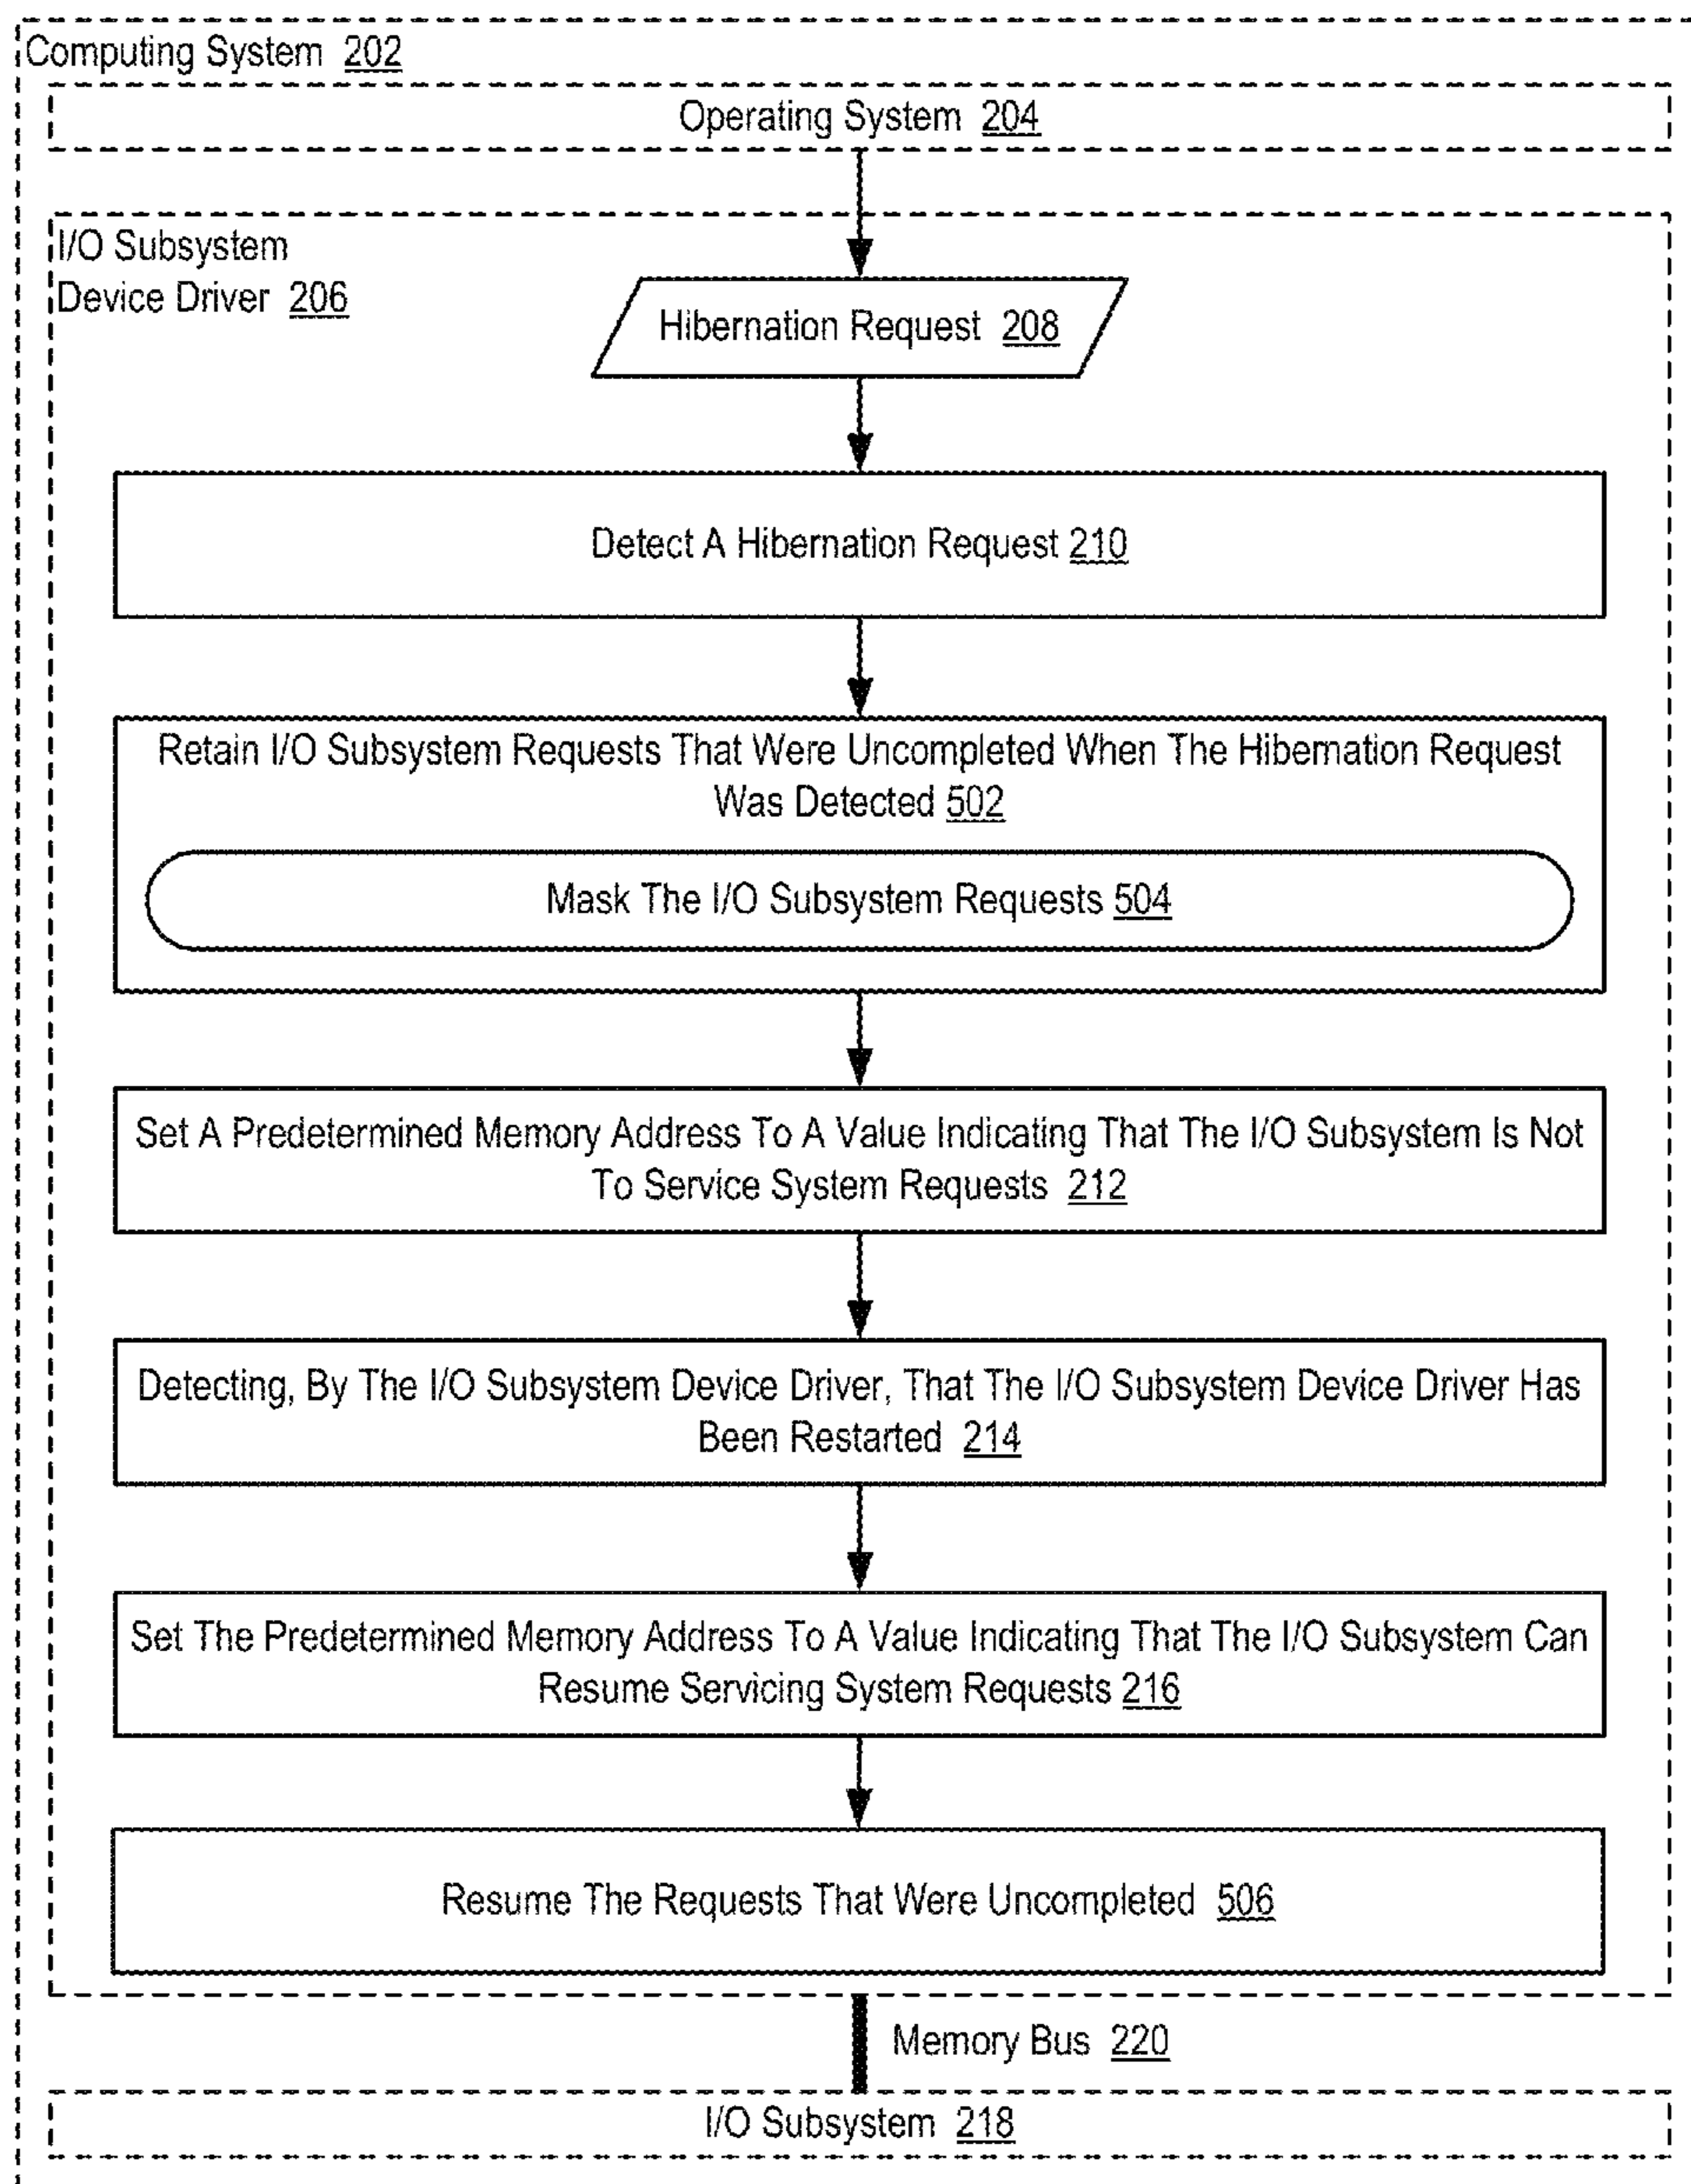 Computing System 202
Operating System 204
I/O Subsystem
Device Driver 206
Hibernation Request 208
Detect A Hibernation Request 210
Retain I/O Subsystem Requests That Were Uncompleted When The Hibernation Request
Was Detected 502
Mask The I/O Subsystem Requests 504
Set A Predetermined Memory Address To A Value Indicating That The I/O Subsystem Is Not
To Service System Requests 212
Detecting, By The I/O Subsystem Device Driver, That The I/O Subsystem Device Driver Has
Been Restarted 214
Set The Predetermined Memory Address To A Value Indicating That The I/O Subsystem Can
Resume Servicing System Requests 216
Resume The Requests That Were Uncompleted 506
Memory Bus 220
I/O Subsystem 218